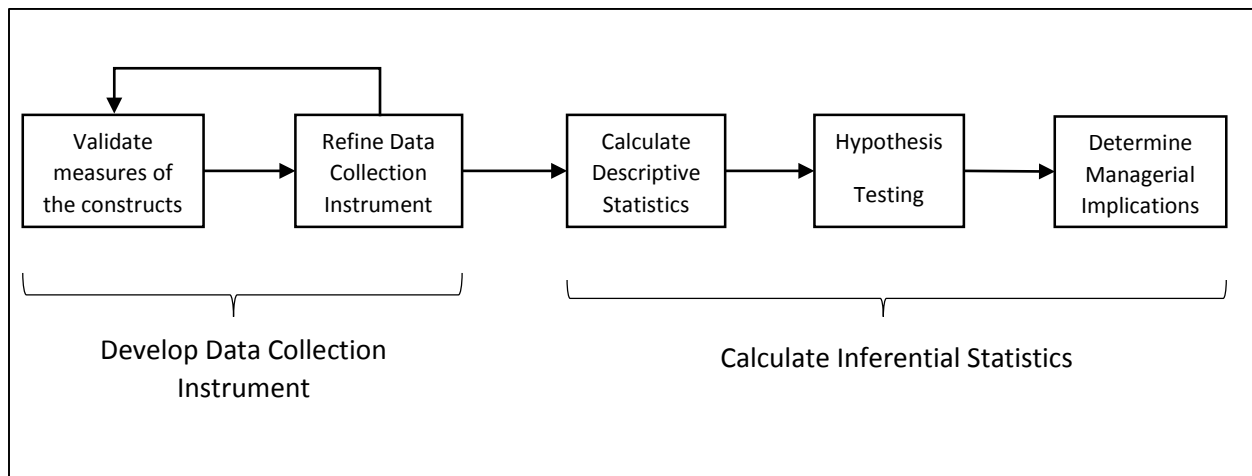 Validate
measures of
the constructs
Refine Data
Collection
Instrument
Calculate
Descriptive
Statistics
Hypothesis
Testing
Determine
Managerial
Implications
Develop Data Collection
Instrument
Calculate Inferential Statistics